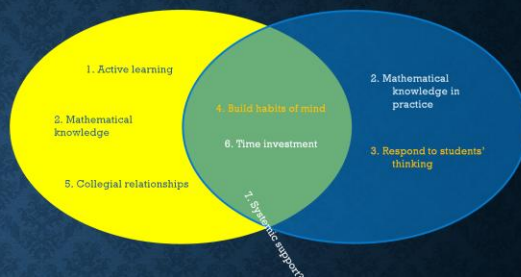 1. Active learning
2. Mathematical
knowledge
5. Collegial relationships
4. Build habits of mind
6. Time investment
7. Systemic support?
2. Mathematical
knowledge in
practice
3. Respond to students'
thinking